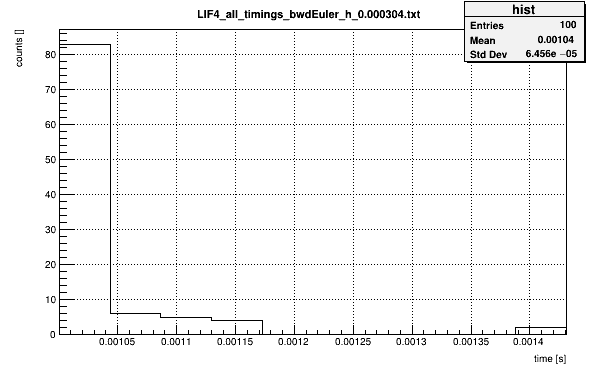 LIF4_all_timings_bwdEuler_h_0.000304.txt
hist
Entries 100
Mean 0.00104
Std Dev 6.456e −05
counts []
80
70
60
50
40
30
20
10
0
0.00105 0.0011 0.00115 0.0012 0.00125 0.0013 0.00135 0.0014
time [s]